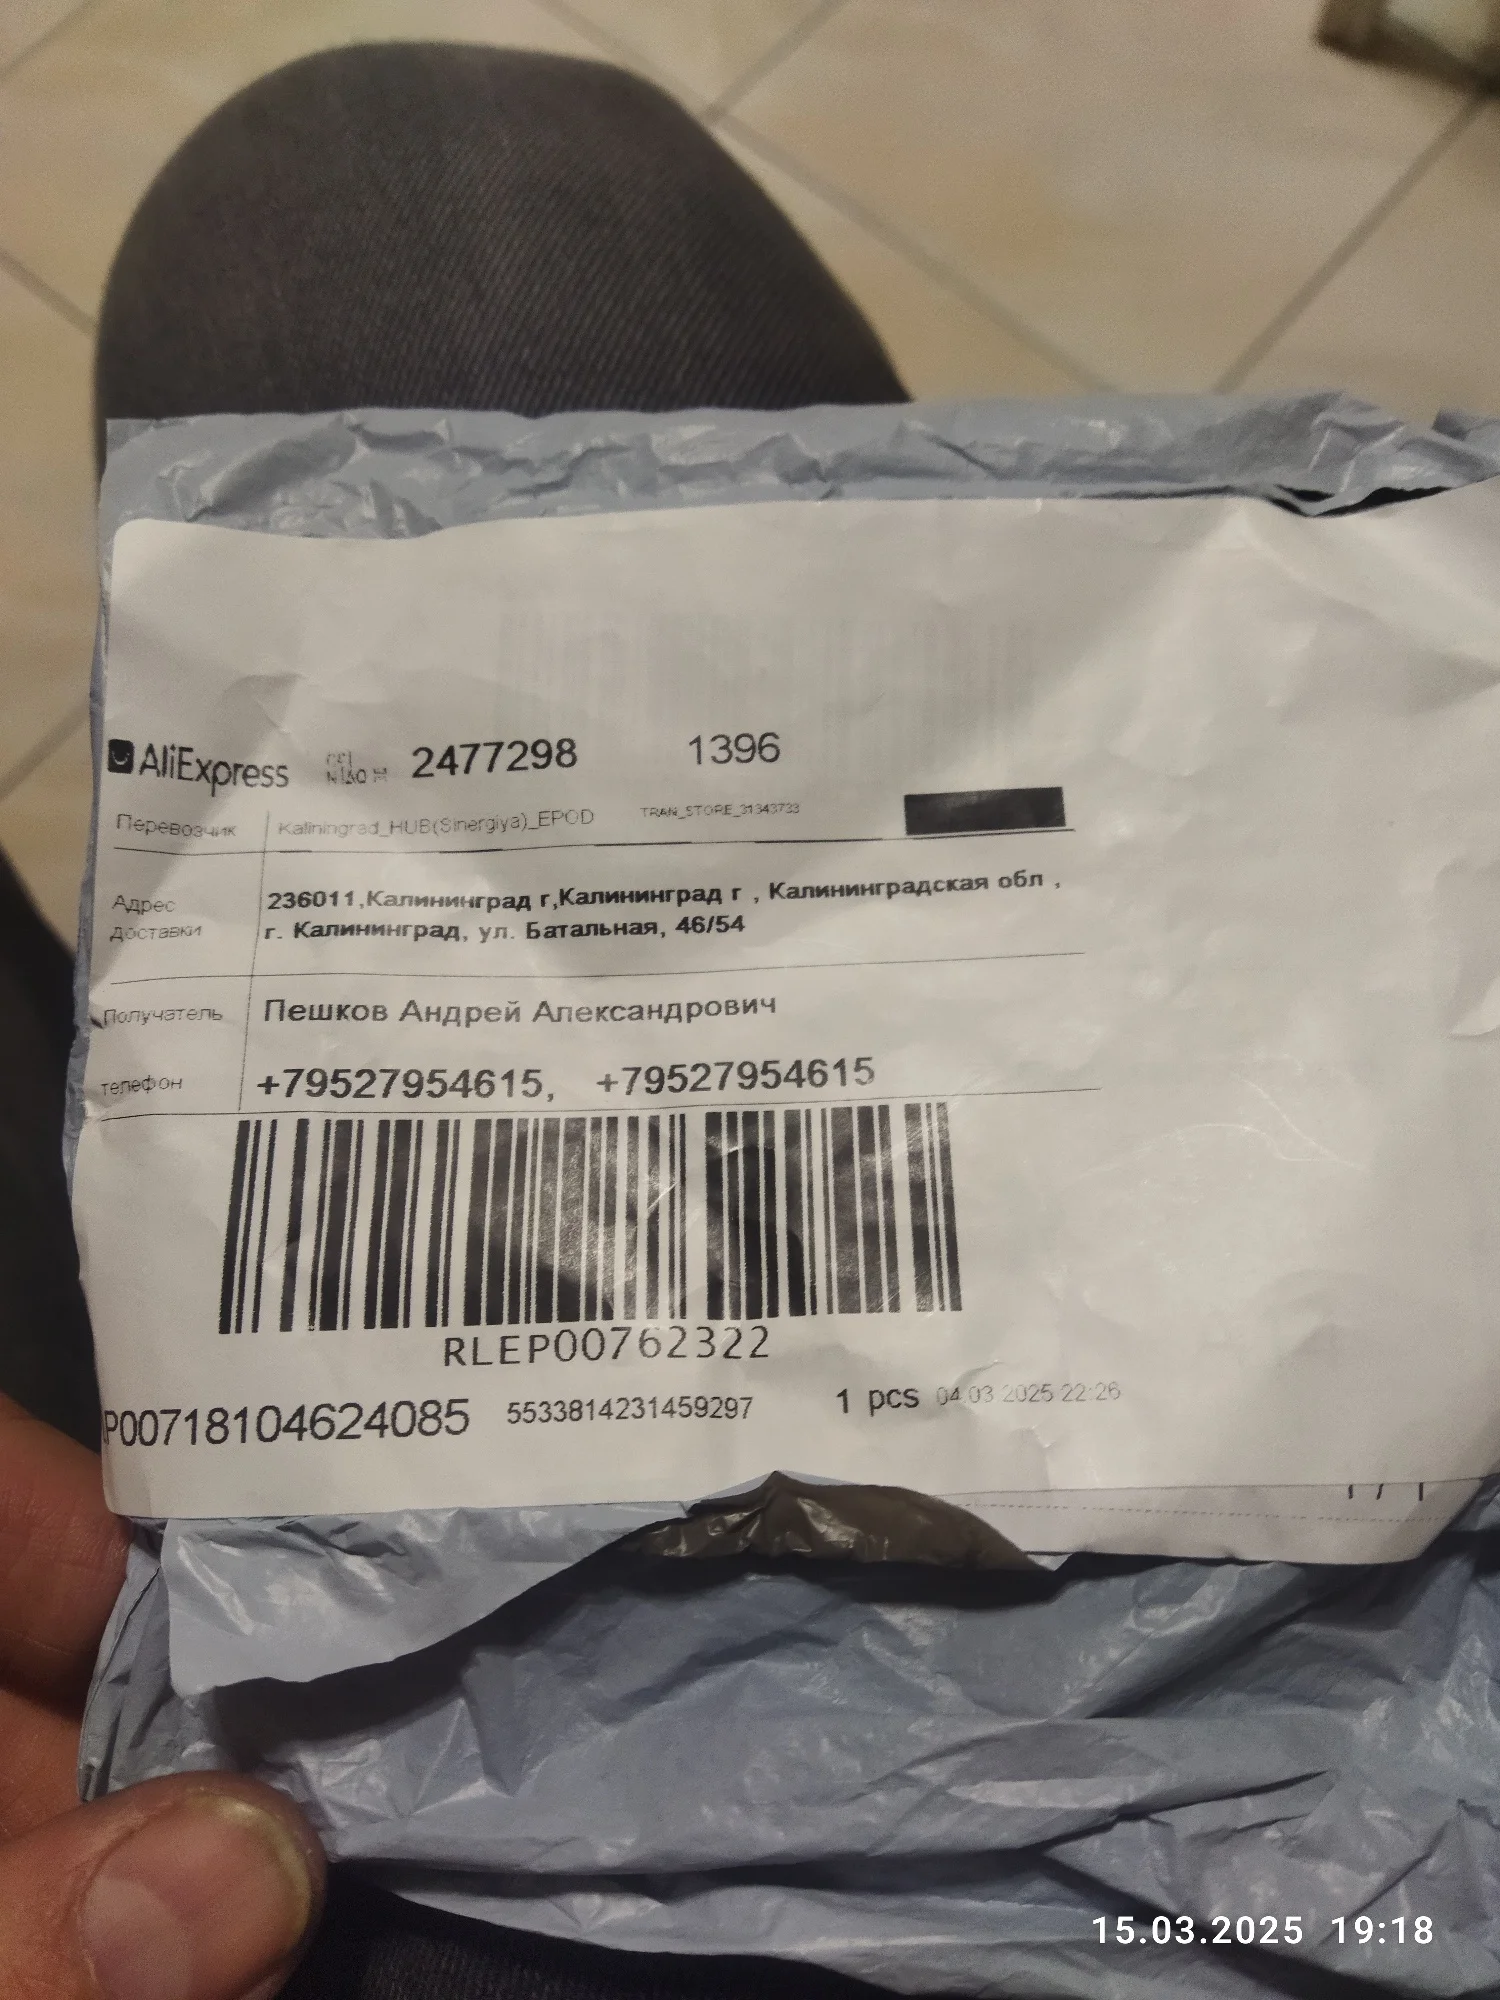 AliExpress 2477298 1396
Перевозчик Kaliningrad_HUB(Sinergiya)_EPOD TRAN_STORE_31343733
Адрес доставки
236011,Калининград г,Калининград г , Калининградская обл ,
г. Калининград, ул. Батальная, 46/54
Получатель Пешков Андрей Александрович
телефон +79527954615, +79527954615
RLEP00762322
P00718104624085 5533814231459297 1 pcs 04.03 2025 22:26
15.03.2025 19:18